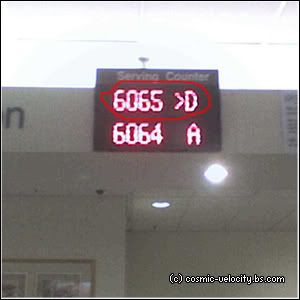 Serving Counter
6065 >D
6064 A
n
(c) cosmic-velocity.bs.com